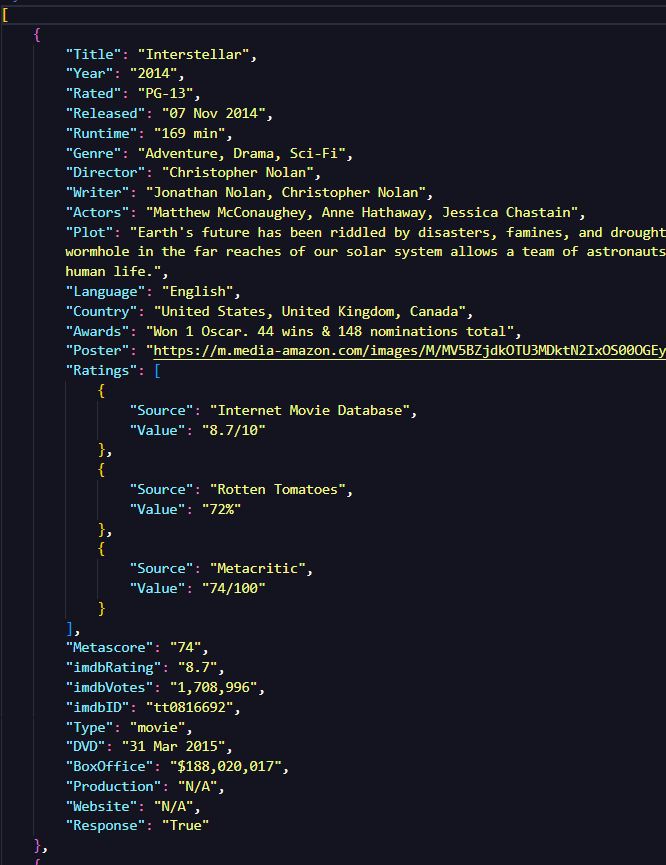 [
{
"Title": "Interstellar",
"Year": "2014",
"Rated": "PG-13",
"Released": "07 Nov 2014",
"Runtime": "169 min",
"Genre": "Adventure, Drama, Sci-Fi",
"Director": "Christopher Nolan",
"Writer": "Jonathan Nolan, Christopher Nolan",
"Actors": "Matthew McConaughey, Anne Hathaway, Jessica Chastain",
"Plot": "Earth's future has been riddled by disasters, famines, and drought
wormhole in the far reaches of our solar system allows a team of astronauts
human life.",
"Language": "English",
"Country": "United States, United Kingdom, Canada",
"Awards": "Won 1 Oscar. 44 wins & 148 nominations total",
"Poster": "https://m.media-amazon.com/images/M/MV5BZjdkOTU3MDktN2IxOS00OGEy
"Ratings": [
{
"Source": "Internet Movie Database",
"Value": "8.7/10"
},
{
"Source": "Rotten Tomatoes",
"Value": "72%"
},
{
"Source": "Metacritic",
"Value": "74/100"
}
],
"Metascore": "74",
"imdbRating": "8.7",
"imdbVotes": "1,708,996",
"imdbID": "tt0816692",
"Type": "movie",
"DVD": "31 Mar 2015",
"BoxOffice": "$188,020,017",
"Production": "N/A",
"Website": "N/A",
"Response": "True"
},